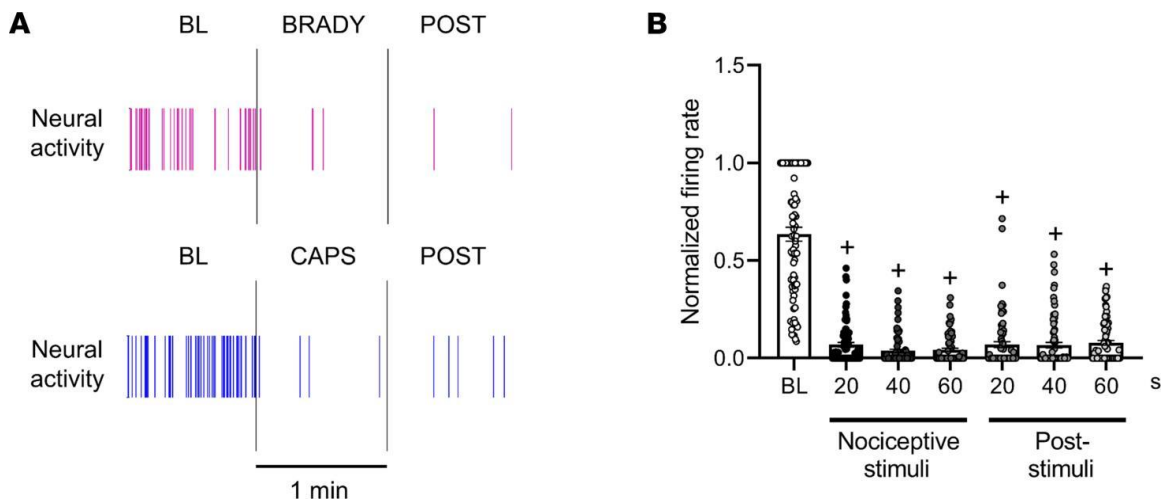 A
BL BRADY POST
Neural
activity
BL CAPS POST
Neural
activity
1 min
B
Normalized firing rate
1.5
1.0
0.5
0.0
+ + + + + +
BL 20 40 60 20 40 60 s
Nociceptive
stimuli
Post-
stimuli